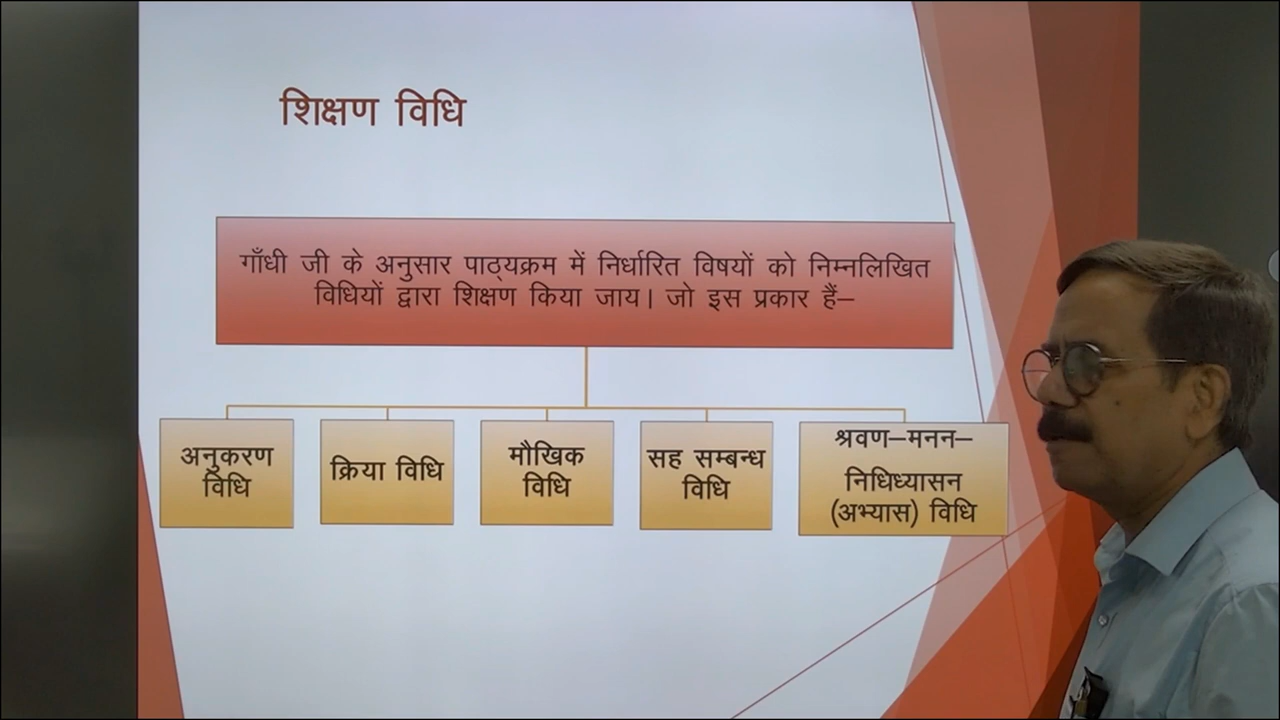 शिक्षण विधि
गाँधी जी के अनुसार पाठ्यक्रम में निर्धारित विषयों को निम्नलिखित
विधियों द्वारा शिक्षण किया जाय। जो इस प्रकार हैं–
अनुकरण
विधि
क्रिया विधि
मौखिक
विधि
सह सम्बन्ध
विधि
श्रवण–मनन–
निधिध्यासन
(अभ्यास) विधि